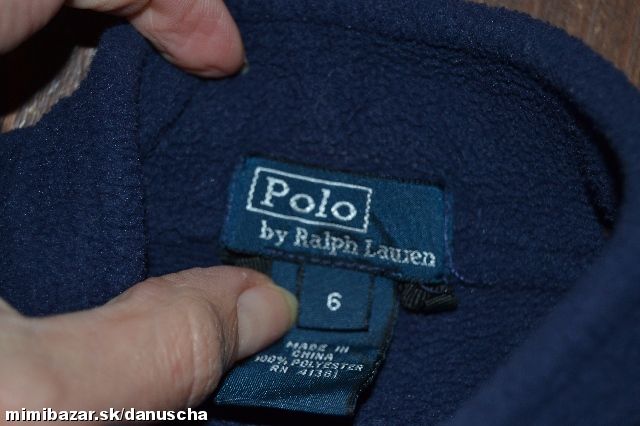 Polo
by Ralph Lauren
6
MADE IN
CHINA
100% POLYESTER
RN 41381
mimibazar.sk/danuscha